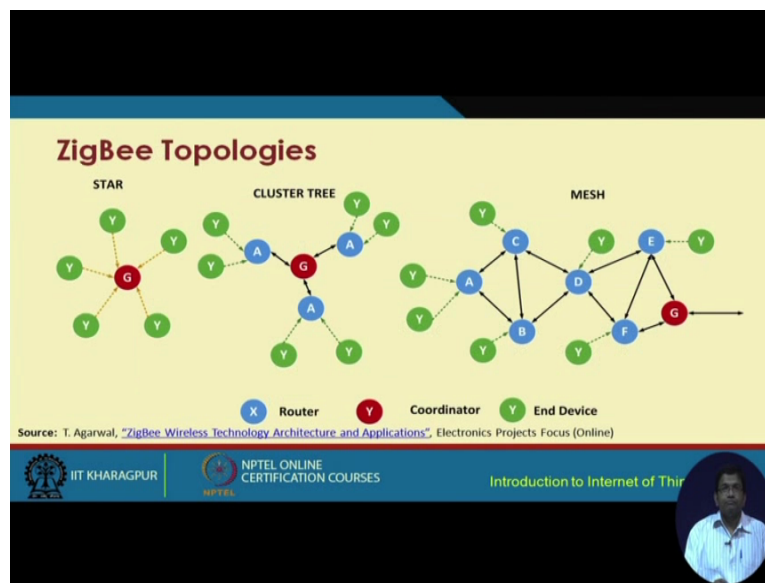 ZigBee Topologies
STAR
CLUSTER TREE
MESH
Y
Y
Y
Y
Y
G
Y
Y
A
G
A
Y
Y
A
Y
Y
Y
C
Y
E
Y
Y
A
D
Y
B
Y
Y
F
G
X Router
Y Coordinator
Y End Device
Source: T. Agarwal, "ZigBee Wireless Technology Architecture and Applications", Electronics Projects Focus (Online)
IIT KHARAGPUR
NPTEL
NPTEL ONLINE
CERTIFICATION COURSES
Introduction to Internet of